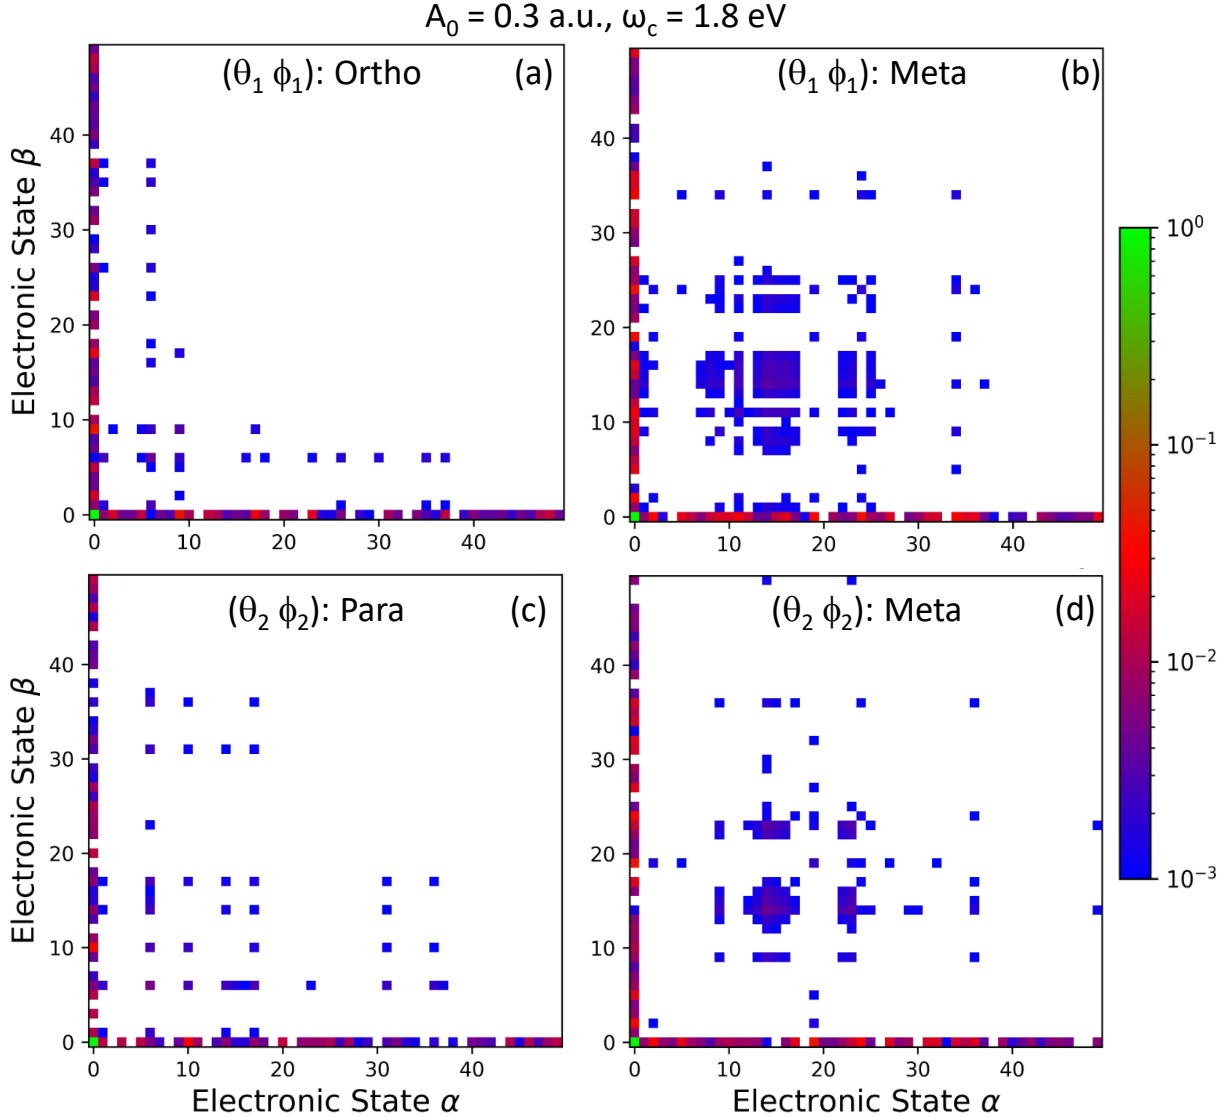 A₀ = 0.3 a.u., ω_c = 1.8 eV
(θ₁ ϕ₁): Ortho (a)
(θ₁ ϕ₁): Meta (b)
Electronic State β
40
30
20
10
0
0 10 20 30 40
40
30
20
10
0
0 10 20 30 40
10⁰
10⁻¹
10⁻²
10⁻³
(θ₂ ϕ₂): Para (c)
(θ₂ ϕ₂): Meta (d)
Electronic State β
40
30
20
10
0
0 10 20 30 40
Electronic State α
40
30
20
10
0
0 10 20 30 40
Electronic State α